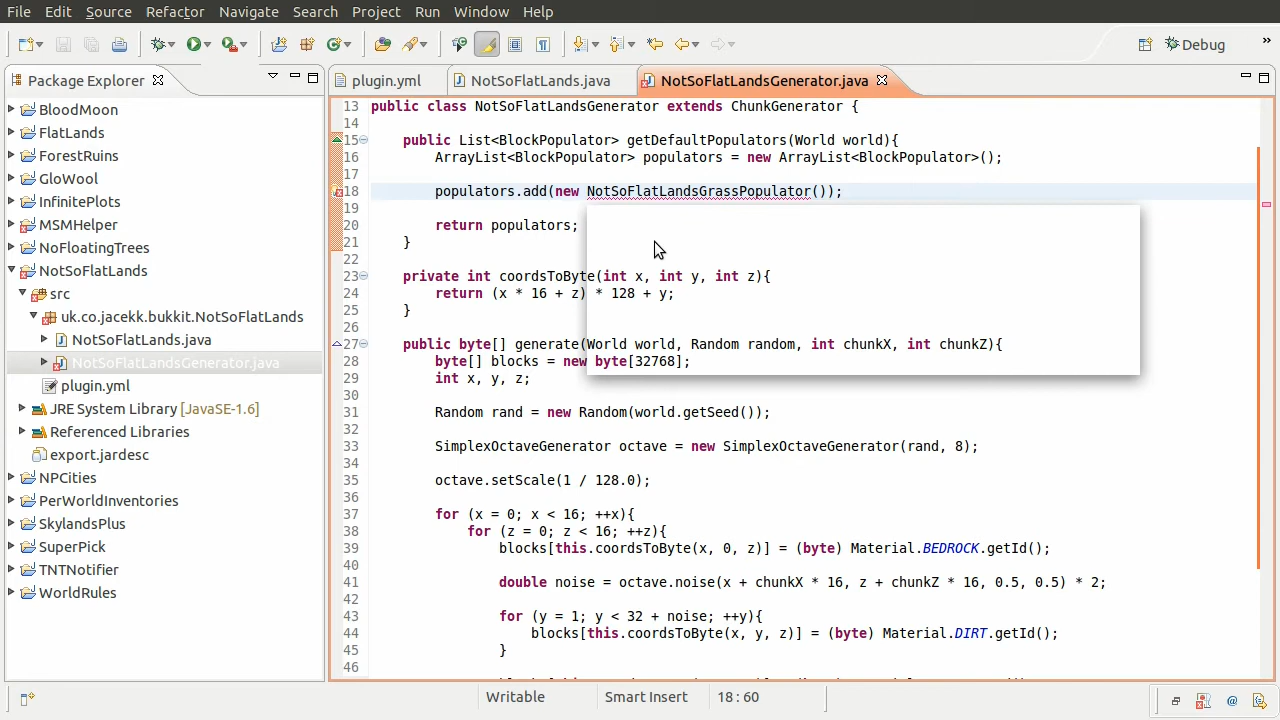 File Edit Source Refactor Navigate Search Project Run Window Help
Debug
»
Package Explorer
plugin.yml
NotSoFlatLands.java
NotSoFlatLandsGenerator.java
BloodMoon
FlatLands
ForestRuins
GloWool
InfinitePlots
MSMHelper
NoFloatingTrees
NotSoFlatLands
src
uk.co.jacekk.bukkit.NotSoFlatLands
NotSoFlatLands.java
NotSoFlatLandsGenerator.java
plugin.yml
JRE System Library [JavaSE-1.6]
Referenced Libraries
export.jardesc
NPCities
PerWorldInventories
SkylandsPlus
SuperPick
TNTNotifier
WorldRules
13 public class NotSoFlatLandsGenerator extends ChunkGenerator {
14
15 public List<BlockPopulator> getDefaultPopulators(World world){
16 ArrayList<BlockPopulator> populators = new ArrayList<BlockPopulator>();
17
18 populators.add(new NotSoFlatLandsGrassPopulator());
19
20 return populators;
21 }
22
23 private int coordsToByte(int x, int y, int z){
24 return (x * 16 + z) * 128 + y;
25 }
26
27 public byte[] generate(World world, Random random, int chunkX, int chunkZ){
28 byte[] blocks = new byte[32768];
29 int x, y, z;
30
31 Random rand = new Random(world.getSeed());
32
33 SimplexOctaveGenerator octave = new SimplexOctaveGenerator(rand, 8);
34
35 octave.setScale(1 / 128.0);
36
37 for (x = 0; x < 16; ++x){
38 for (z = 0; z < 16; ++z){
39 blocks[this.coordsToByte(x, 0, z)] = (byte) Material.BEDROCK.getId();
40
41 double noise = octave.noise(x + chunkX * 16, z + chunkZ * 16, 0.5, 0.5) * 2;
42
43 for (y = 1; y < 32 + noise; ++y){
44 blocks[this.coordsToByte(x, y, z)] = (byte) Material.DIRT.getId();
45 }
46
Writable
Smart Insert
18 : 60